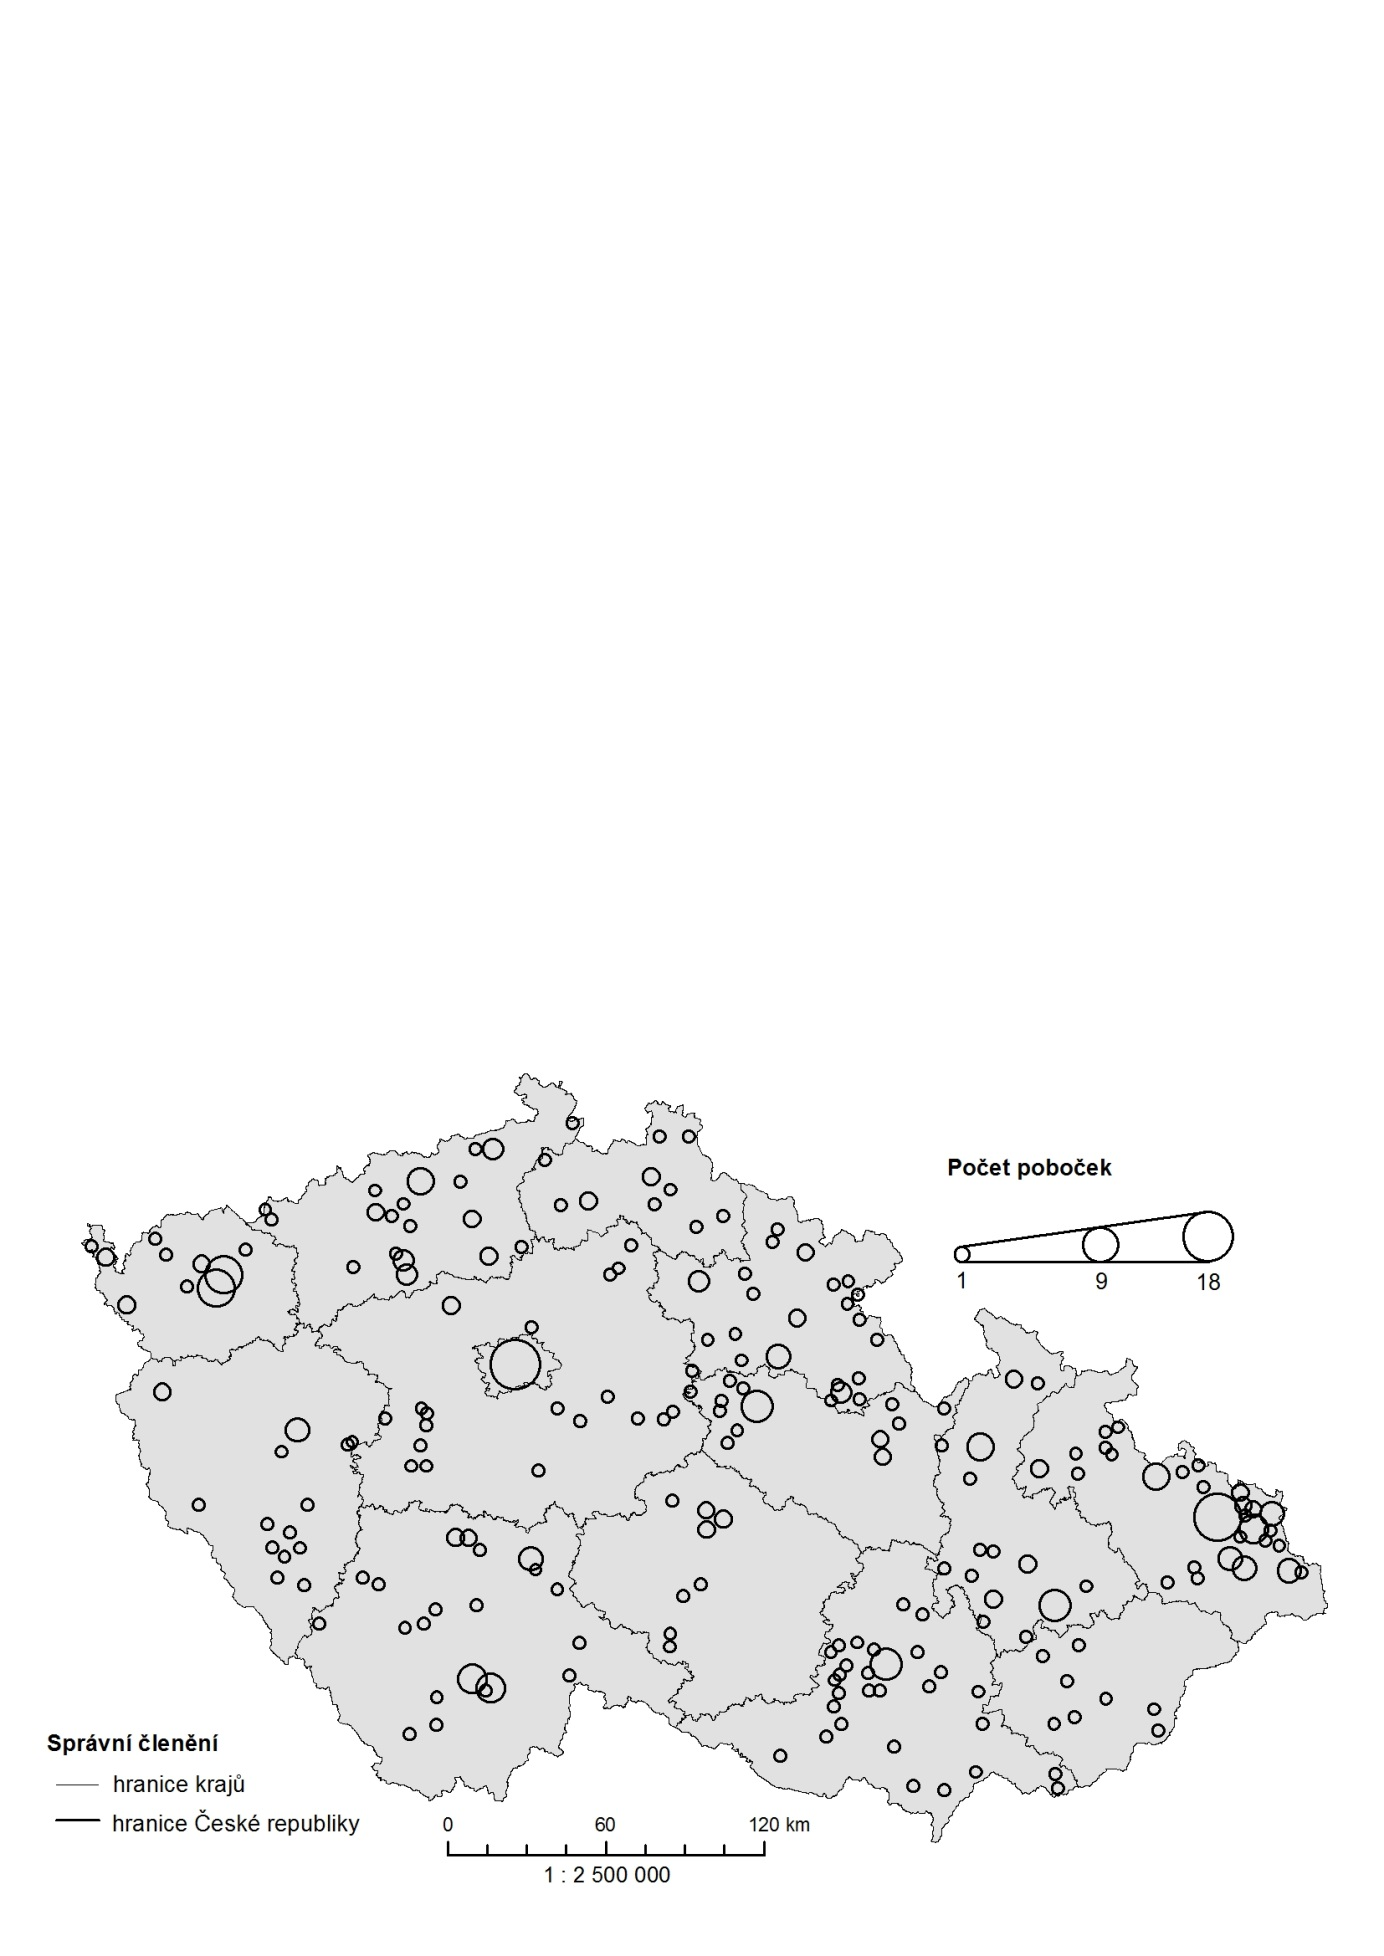 Počet poboček
1 9 18
Správní členění
hranice krajů
hranice České republiky
0 60 120 km
1 : 2 500 000